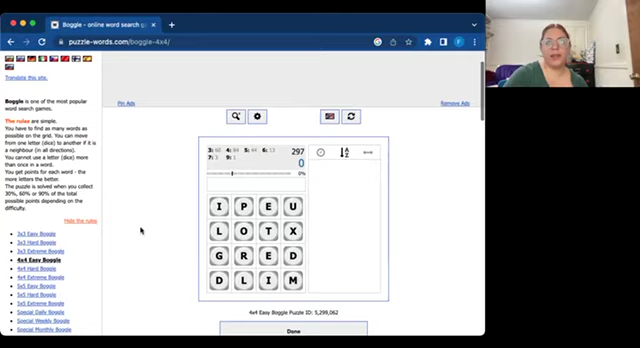 Boggle - online word search g
puzzle-words.com/boggle-4x4/
Translate this site.
Boggle is one of the most popular
word search games.
The rules are simple.
You have to find as many words as
possible on the grid. You can move
from one letter (dice) to another if it is
a neighbour (in all directions).
You cannot use a letter (dice) more
than once in a word.
You get points for each word - the
more letters the better.
The puzzle is solved when you collect
30%, 60% or 90% of the total
possible points depending on the
difficulty.
Hide the rules
3x3 Easy Boggle
3x3 Hard Boggle
3x3 Extreme Boggle
4x4 Easy Boggle
4x4 Hard Boggle
4x4 Extreme Boggle
5x5 Easy Boggle
5x5 Hard Boggle
5x5 Extreme Boggle
Special Daily Boggle
Special Weekly Boggle
Special Monthly Boggle
Pin Ads
Remove Ads
297
0
0%
I P E U
L O T X
G R E D
D L I M
4x4 Easy Boggle Puzzle ID: 5,299,062
Done